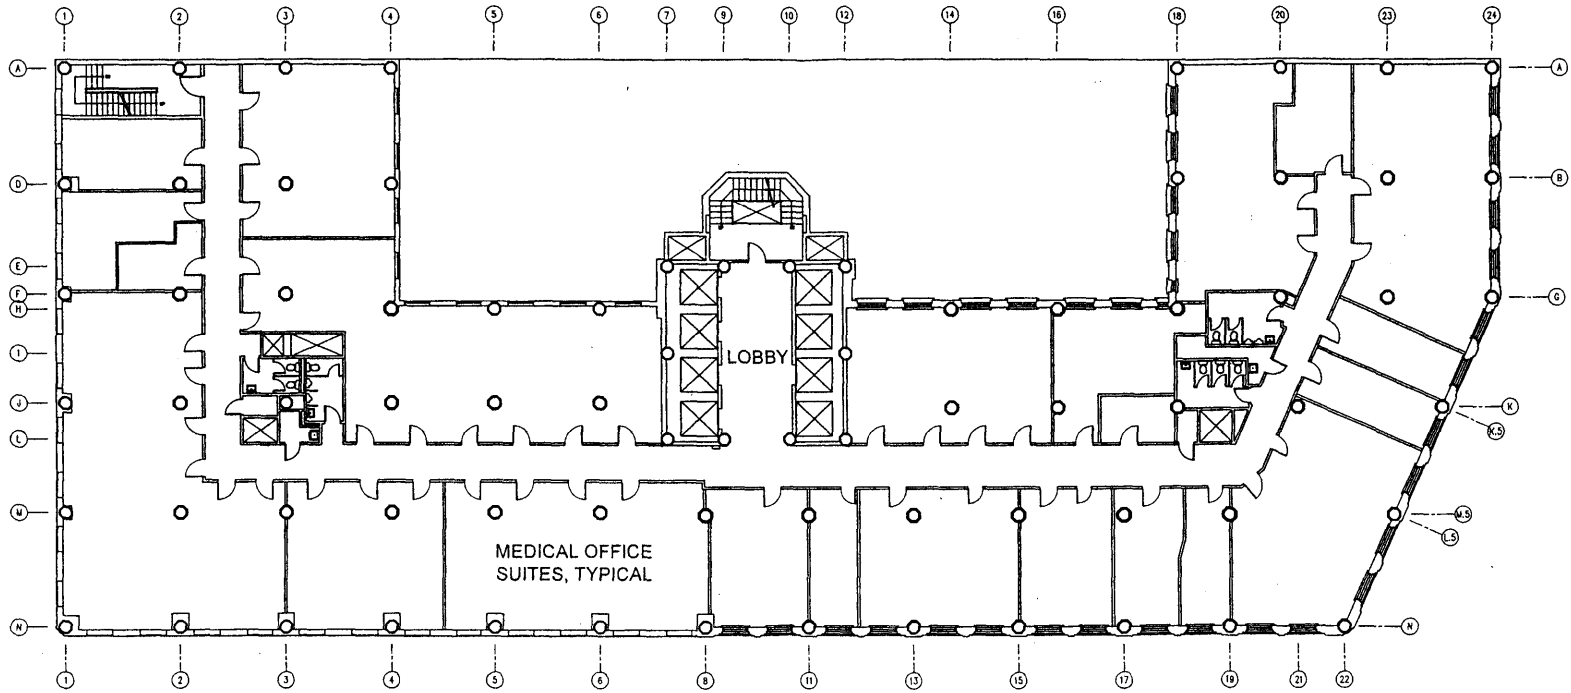 1 2 3 4 5 6 7 9 10 12 14 16 18 20 23 24
A A
D B
E
F G
H
I
LOBBY
J K
L K.5
M M.5
L.5
MEDICAL OFFICE
SUITES, TYPICAL
N N
1 2 3 4 5 6 8 11 13 15 17 19 21 22